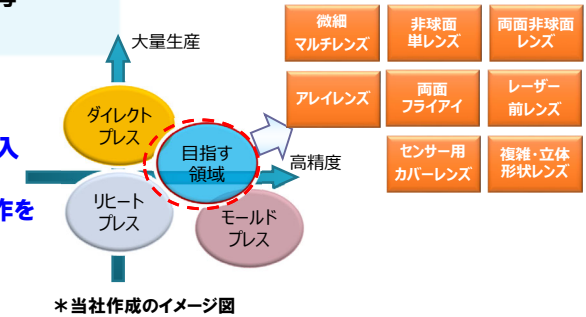 大量生産
ダイレクト
プレス
目指す
領域
高精度
リヒート
プレス
モールド
プレス
入
作を
微細
マルチレンズ
非球面
単レンズ
両面非球面
レンズ
アレイレンズ
両面
フライアイ
レーザー
前レンズ
センサー用
カバーレンズ
複雑・立体
形状レンズ
＊当社作成のイメージ図